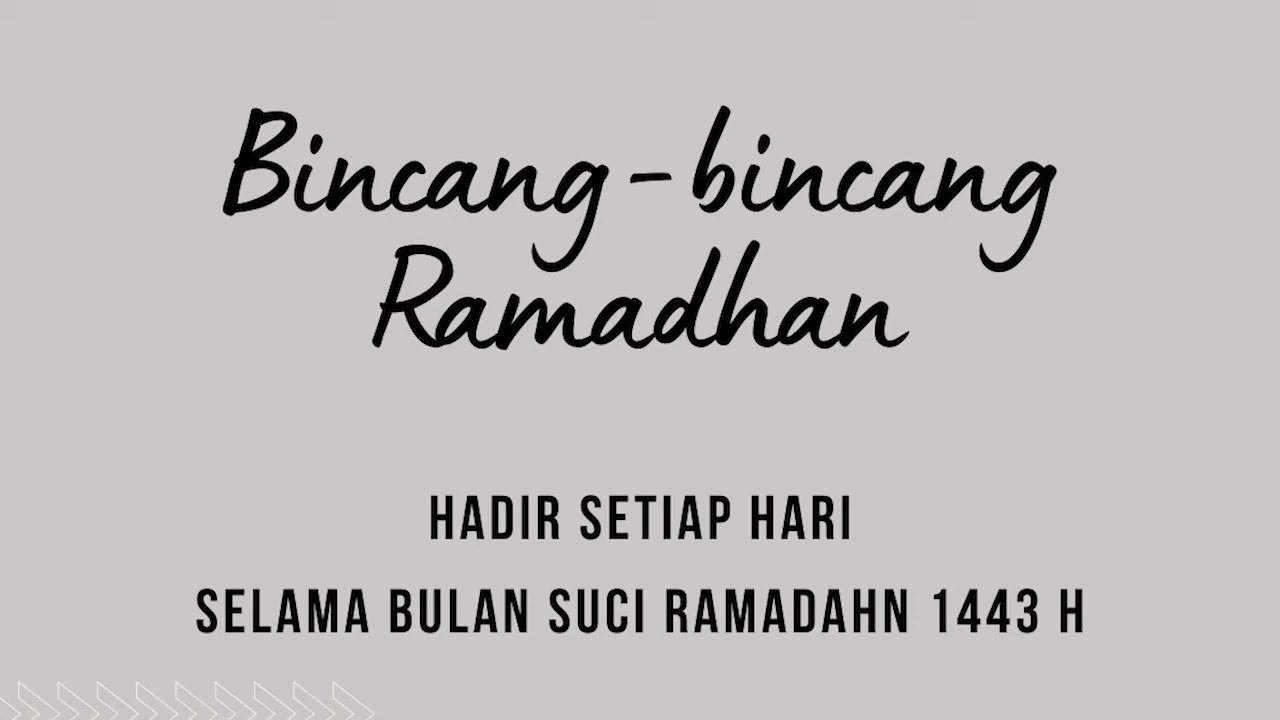 Bincang-bincang
Ramadhan
HADIR SETIAP HARI
SELAMA BULAN SUCI RAMADAHN 1443 H